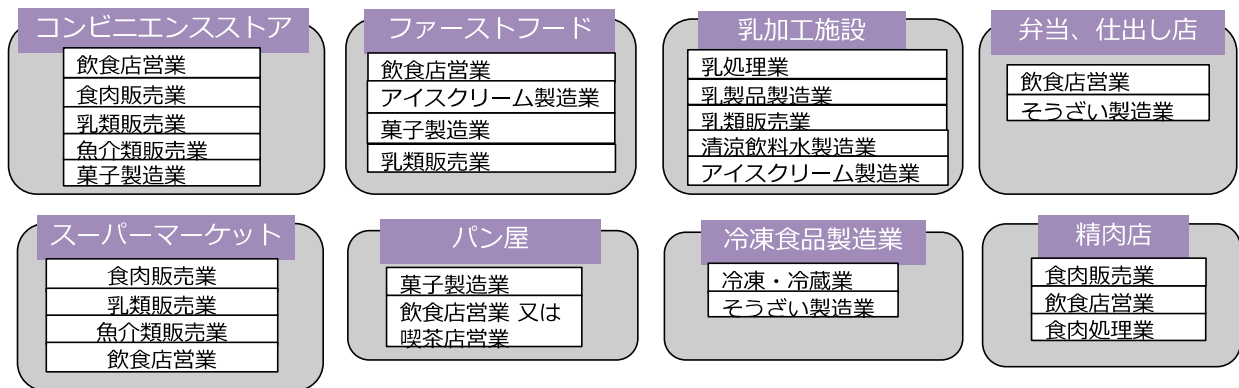 コンビニエンスストア
飲食店営業
食肉販売業
乳類販売業
魚介類販売業
菓子製造業
ファーストフード
飲食店営業
アイスクリーム製造業
菓子製造業
乳類販売業
乳加工施設
乳処理業
乳製品製造業
乳類販売業
清涼飲料水製造業
アイスクリーム製造業
弁当、仕出し店
飲食店営業
そうざい製造業
スーパーマーケット
食肉販売業
乳類販売業
魚介類販売業
飲食店営業
パン屋
菓子製造業
飲食店営業 又は
喫茶店営業
冷凍食品製造業
冷凍・冷蔵業
そうざい製造業
精肉店
食肉販売業
飲食店営業
食肉処理業